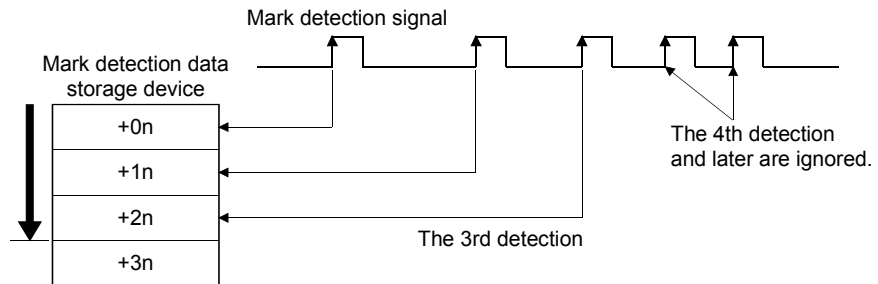 Mark detection signal
Mark detection data
storage device
+0n
+1n
+2n
+3n
The 3rd detection
The 4th detection
and later are ignored.